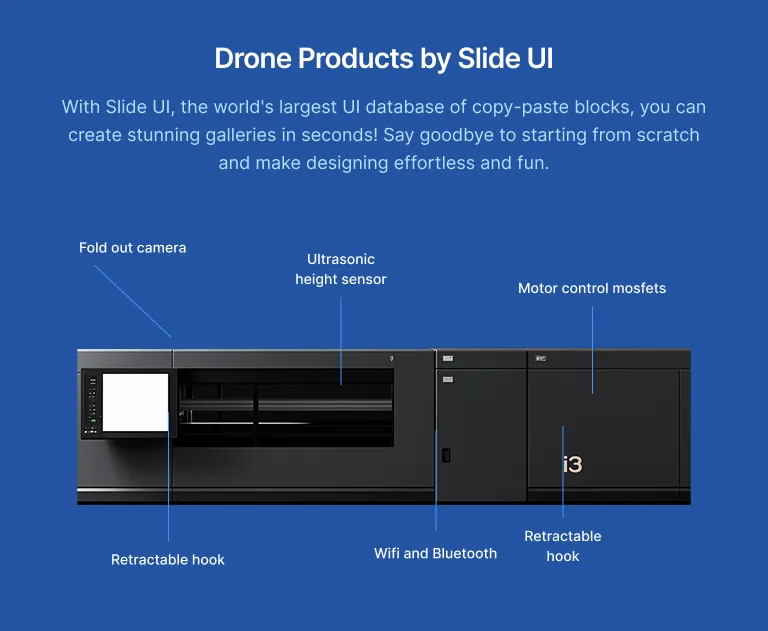 Drone Products by Slide UI
With Slide UI, the world's largest UI database of copy-paste blocks, you can
create stunning galleries in seconds! Say goodbye to starting from scratch
and make designing effortless and fun.
Fold out camera
Ultrasonic
height sensor
Motor control mosfets
i3
Retractable hook
Wifi and Bluetooth
Retractable
hook